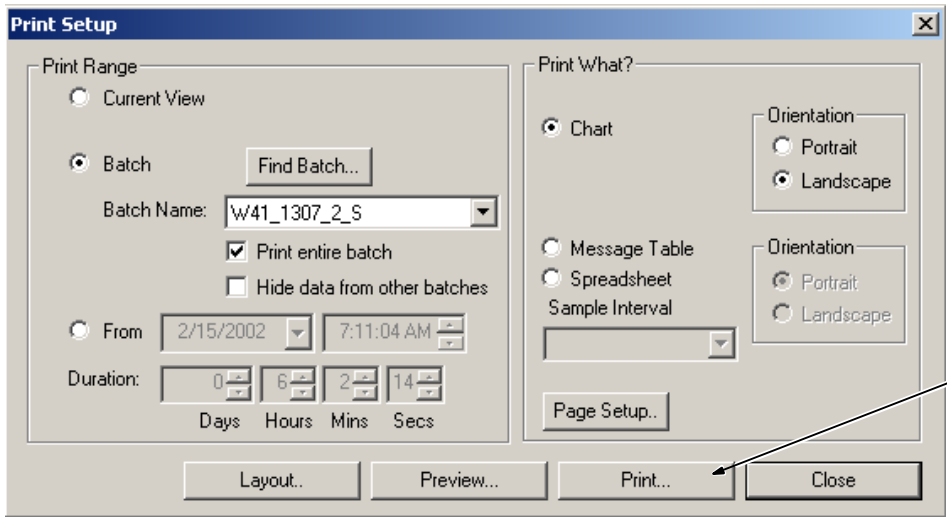 Print Setup
Print Range
Current View
Batch
Find Batch...
Batch Name:
W41_1307_2_S
Print entire batch
Hide data from other batches
From
2/15/2002
7:11:04 AM
Duration:
0
6
2
14
Days
Hours
Mins
Secs
Print What?
Chart
Orientation
Portrait
Landscape
Message Table
Spreadsheet
Sample Interval
Orientation
Portrait
Landscape
Page Setup..
Layout..
Preview...
Print...
Close